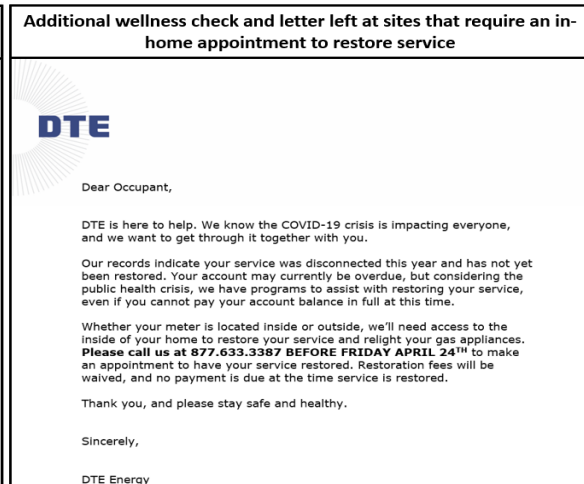 Additional wellness check and letter left at sites that require an in-
home appointment to restore service
DTE
Dear Occupant,
DTE is here to help. We know the COVID-19 crisis is impacting everyone,
and we want to get through it together with you.
Our records indicate your service was disconnected this year and has not yet
been restored. Your account may currently be overdue, but considering the
public health crisis, we have programs to assist with restoring your service,
even if you cannot pay your account balance in full at this time.
Whether your meter is located inside or outside, we’ll need access to the
inside of your home to restore your service and relight your gas appliances.
Please call us at 877.633.3387 BEFORE FRIDAY APRIL 24TH to make
an appointment to have your service restored. Restoration fees will be
waived, and no payment is due at the time service is restored.
Thank you, and please stay safe and healthy.
Sincerely,
DTE Energy